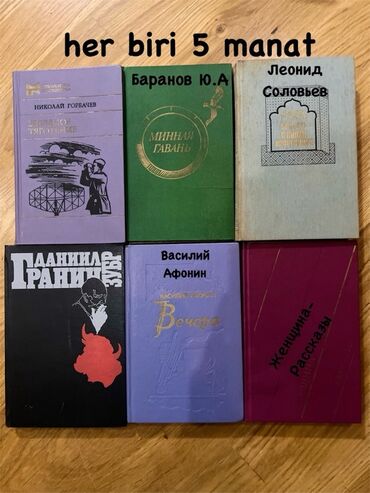 her biri 5 manat
НИКОЛАЙ ГОРБАЧЕВ
ТЯГОТЕНИЕ
Баранов Ю.А
МИННАЯ
ГАВАНЬ
Леонид
Соловьев
ДАНИИЛ
ГРАНИН
ЗУБР
Василий
Афонин
Вечера
Женщина-
Рассказы